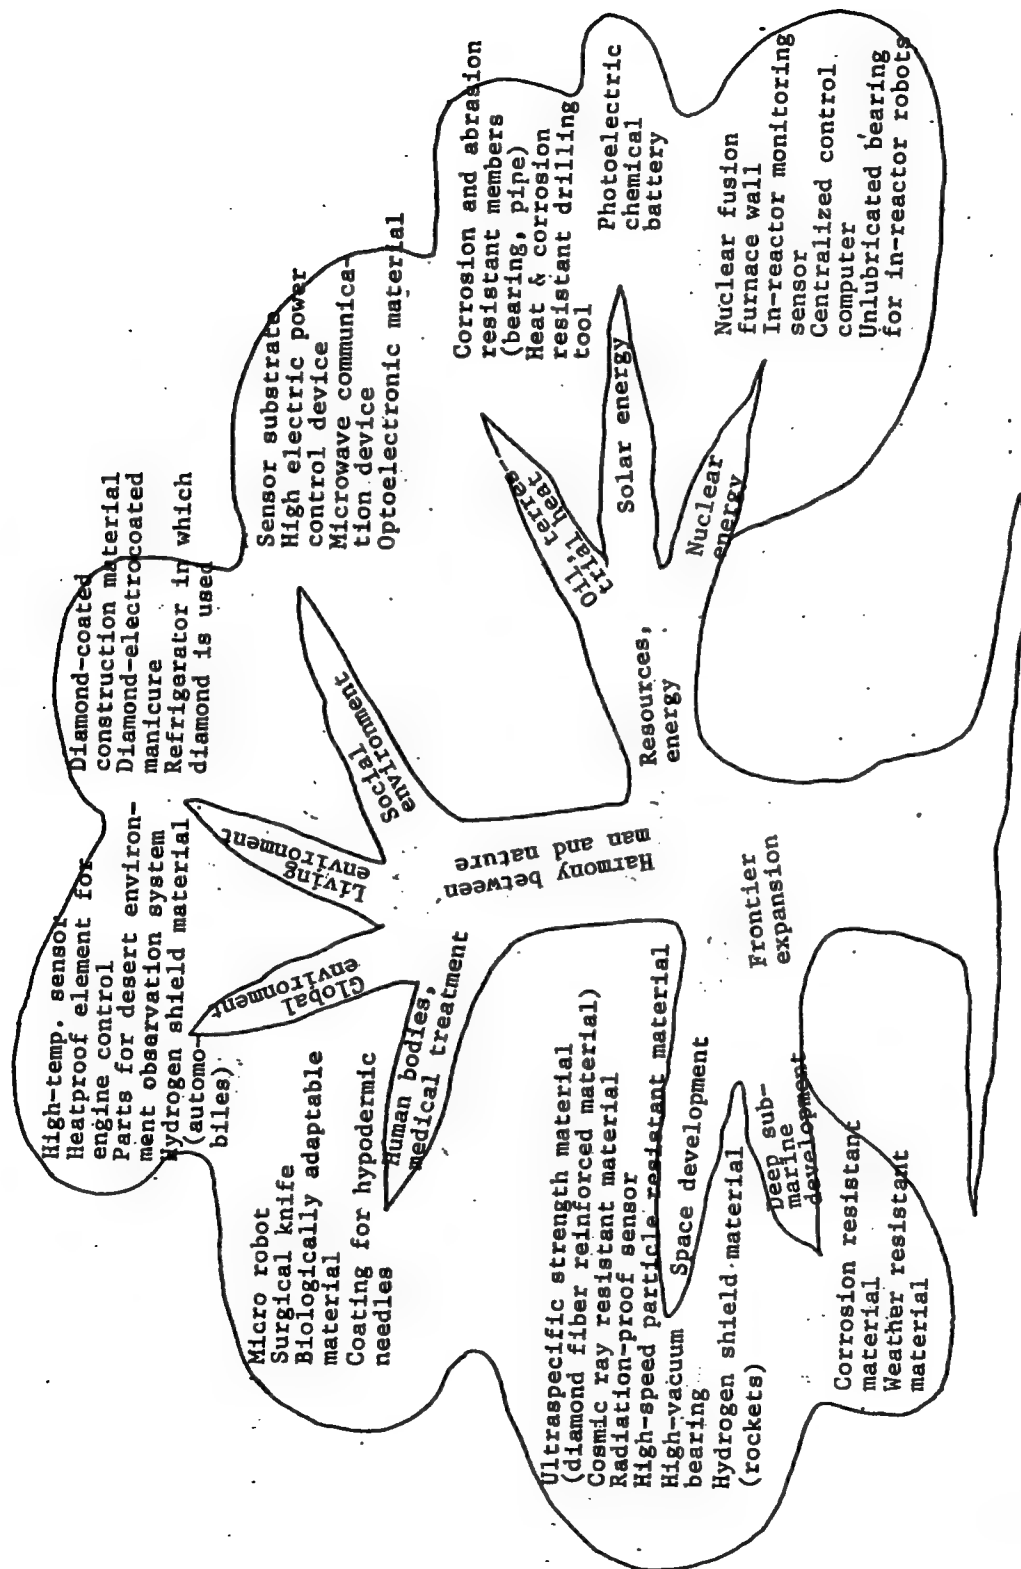 High-temp. sensor
Heatproof element for
engine control
Parts for desert environ-
ment observation system
Hydrogen shield material
(automo-
biles)
Diamond-coated
construction material
Diamond-electrocoated
manicure
Refrigerator in which
diamond is used
Micro robot
Surgical knife
Biologically adaptable
material
Coating for hypodermic
needles
Human bodies,
medical treatment
Global
environment
Living
environment
Social
environment
Sensor substrate
High electric power
control device
Microwave communica-
tion device
Optoelectronic material
Harmony between
man and nature
Corrosion and abrasion
resistant members
(bearing, pipe)
Heat & corrosion
resistant drilling
tool
Oil, terres-
trial heat
Photoelectric
chemical
battery
Solar energy
Nuclear fusion
furnace wall
In-reactor monitoring
sensor
Centralized control
computer
Unlubricated bearing
for in-reactor robots
Nuclear
energy
Resources,
energy
Ultraspecific strength material
(diamond fiber reinforced material)
Cosmic ray resistant material
Radiation-proof sensor
High-speed particle resistant material
High-vacuum
bearing
Hydrogen shield material
(rockets)
Space development
Frontier
expansion
Deep sub-
marine
development
Corrosion resistant
material
Weather resistant
material